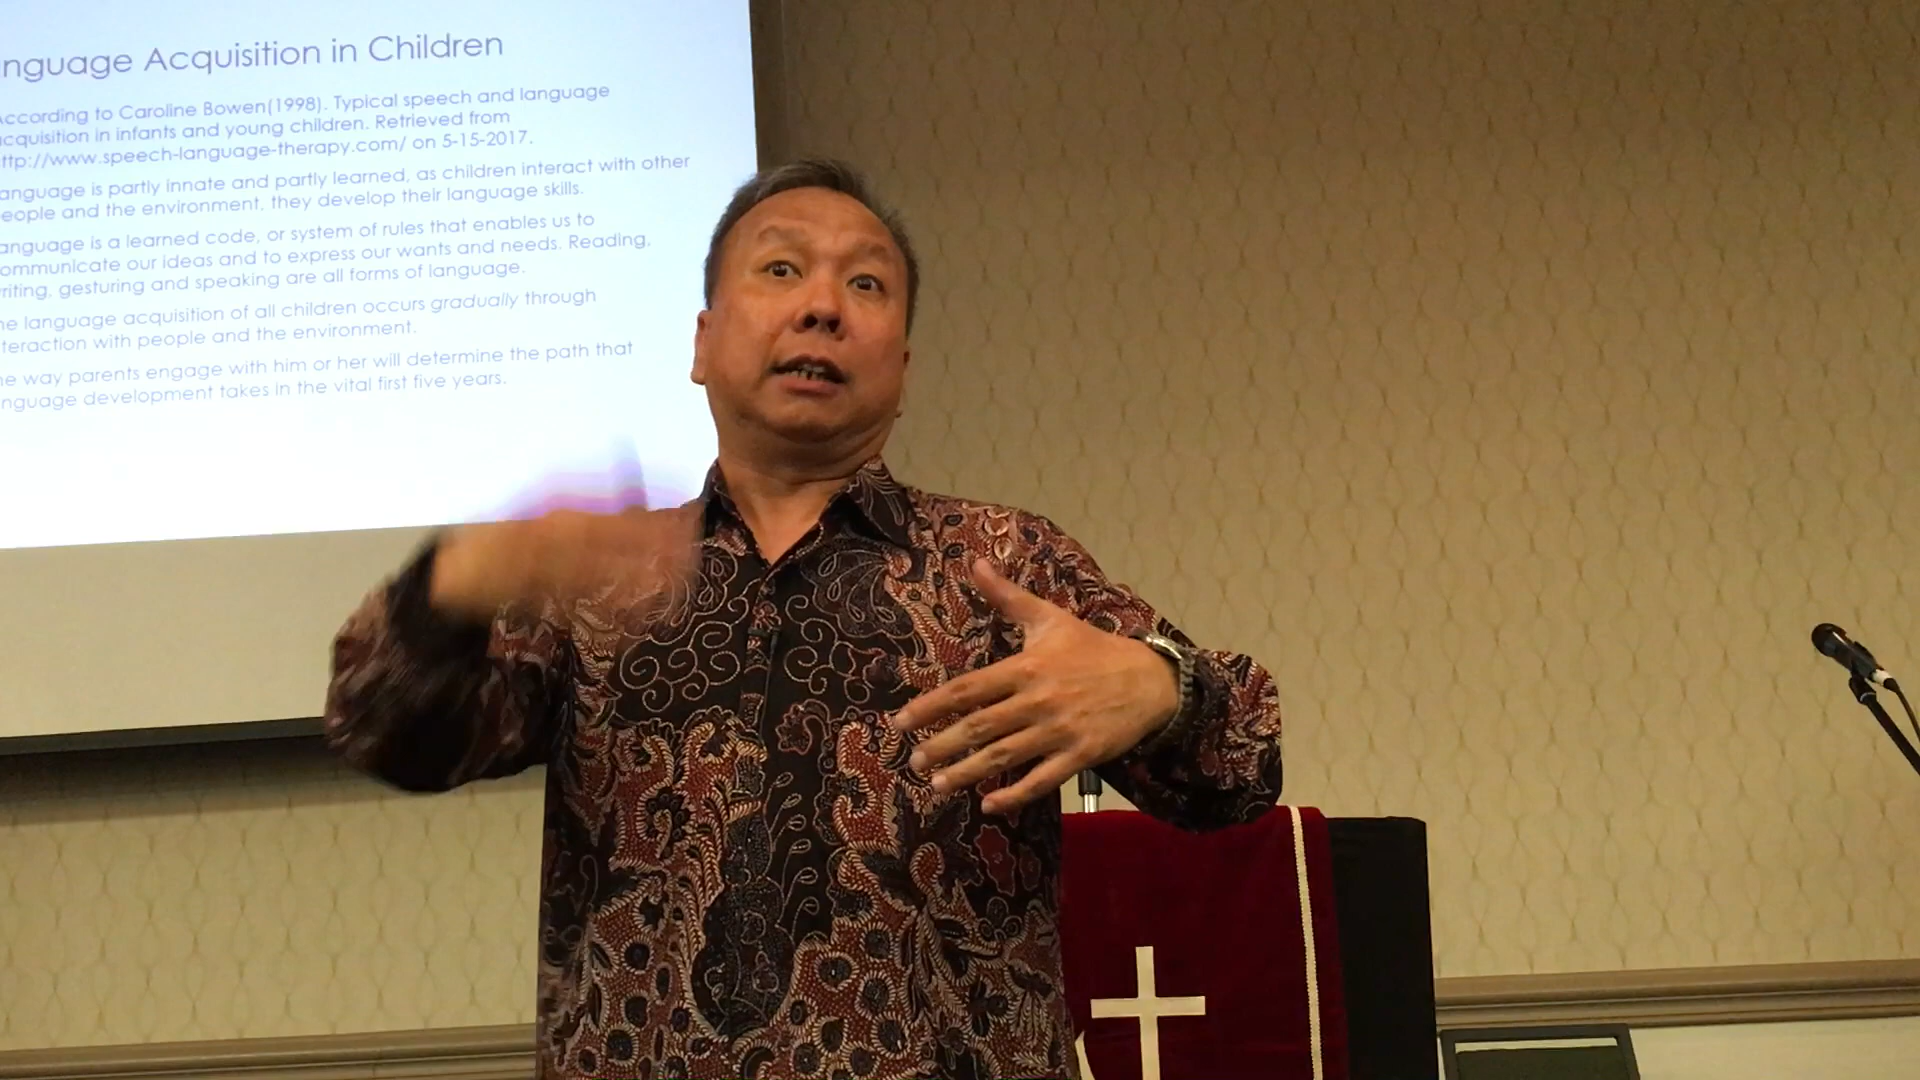 nguage Acquisition in Children
According to Caroline Bowen(1998). Typical speech and language
acquisition in infants and young children. Retrieved from
ttp://www.speech-language-therapy.com/ on 5-15-2017.
anguage is partly innate and partly learned, as children interact with other
eople and the environment, they develop their language skills.
anguage is a learned code, or system of rules that enables us to
ommunicate our ideas and to express our wants and needs. Reading,
riting, gesturing and speaking are all forms of language.
he language acquisition of all children occurs gradually through
teraction with people and the environment.
he way parents engage with him or her will determine the path that
nguage development takes in the vital first five years.